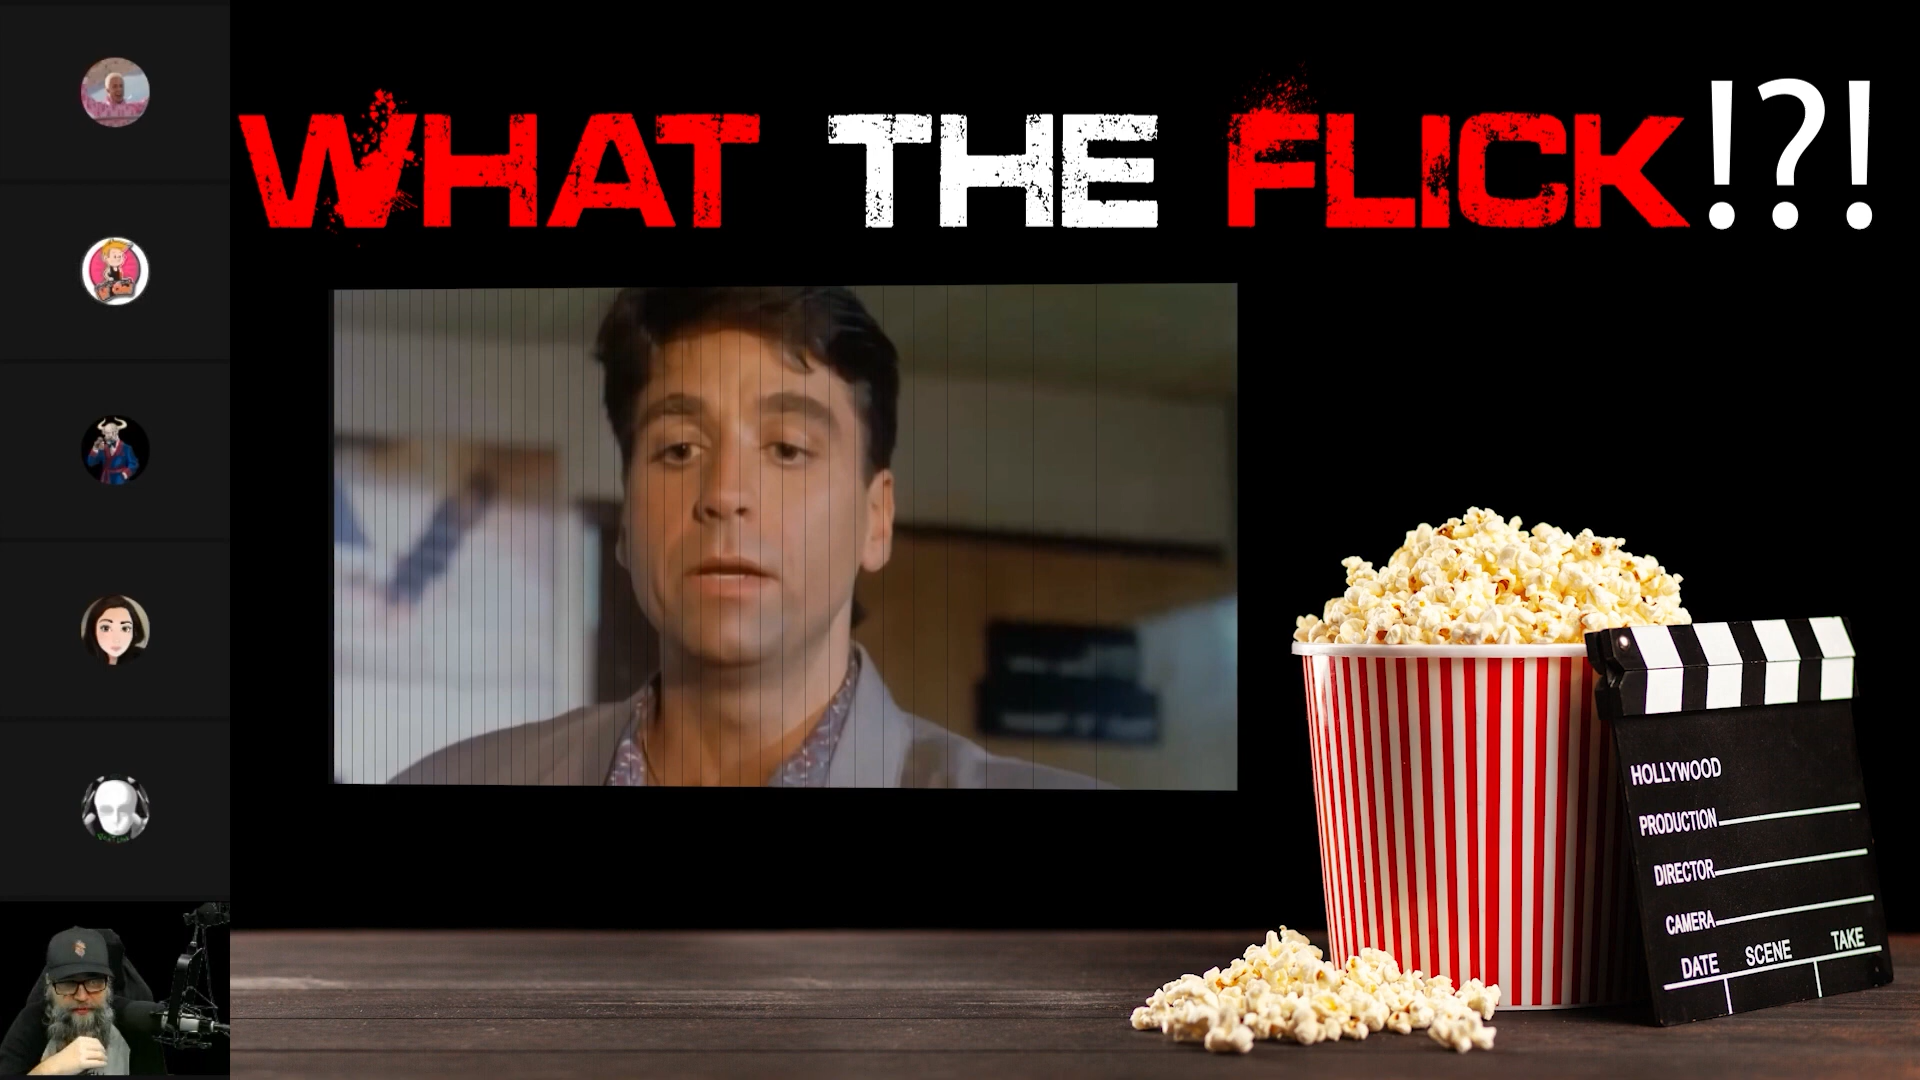 WHAT THE FLICK!?!
HOLLYWOOD
PRODUCTION
DIRECTOR
CAMERA
DATE SCENE TAKE